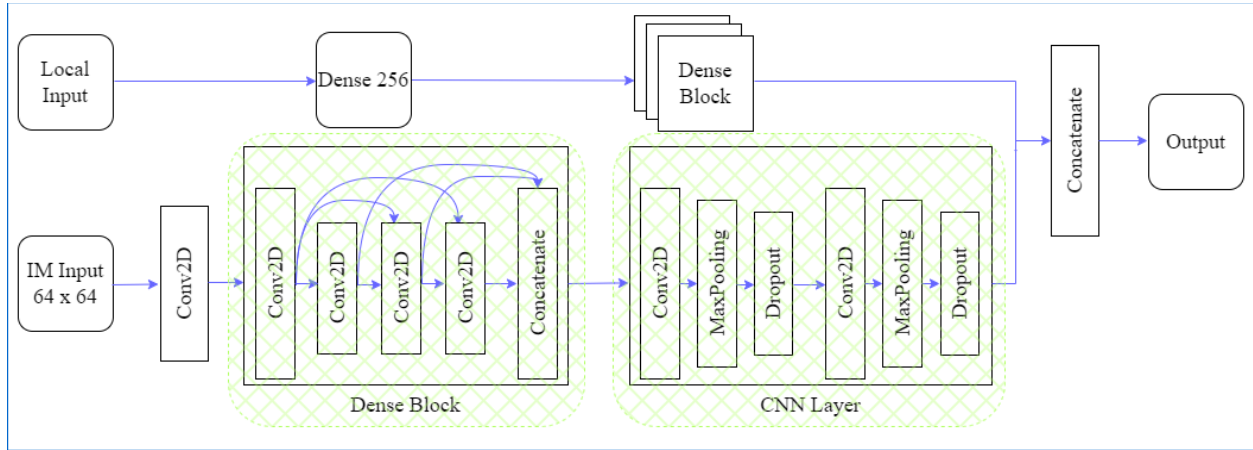 Local
Input
Dense 256
Dense
Block
Concatenate
Output
IM Input
64 x 64
Conv2D
Conv2D
Conv2D
Conv2D
Conv2D
Concatenate
Dense Block
Conv2D
MaxPooling
Dropout
Conv2D
MaxPooling
Dropout
CNN Layer